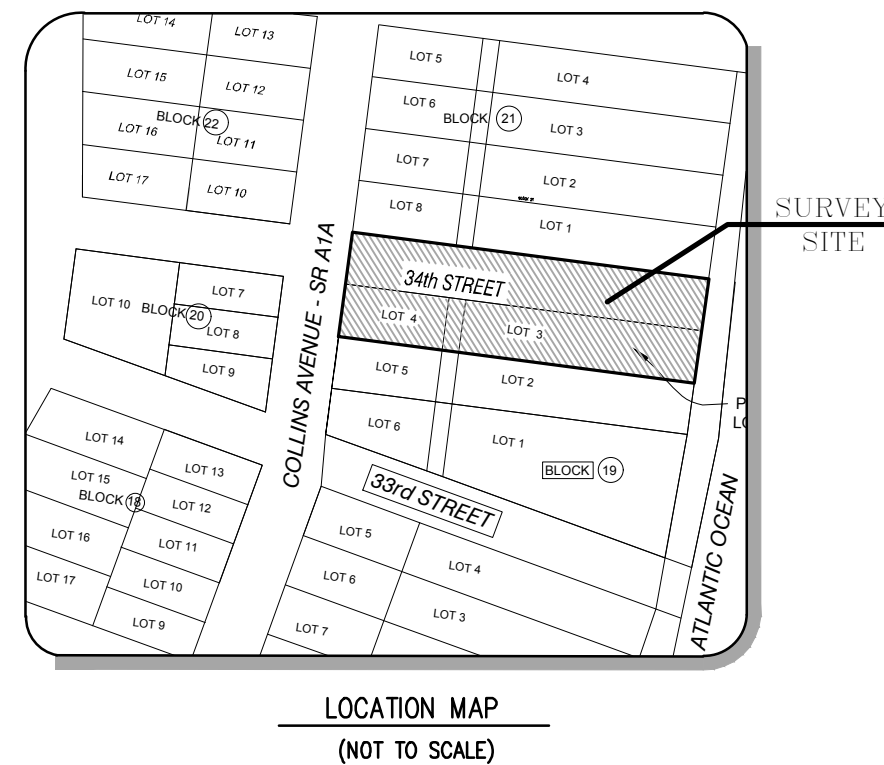 LOT 14
LOT 13
LOT 15
LOT 12
BLOCK 22
LOT 16
LOT 11
LOT 17
LOT 10
LOT 5
LOT 4
LOT 6
BLOCK 21
LOT 3
LOT 7
LOT 2
LOT 8
LOT 1
SURVEY
SITE
COLLINS AVENUE - SR A1A
34th STREET
LOT 4
LOT 3
LOT 10
LOT 7
BLOCK 20
LOT 8
LOT 9
LOT 5
LOT 2
LOT 6
LOT 1
BLOCK 19
P
LO
33rd STREET
LOT 14
LOT 13
LOT 15
LOT 12
BLOCK 18
LOT 16
LOT 11
LOT 17
LOT 10
LOT 9
LOT 5
LOT 4
LOT 6
LOT 3
LOT 7
ATLANTIC OCEAN
LOCATION MAP
(NOT TO SCALE)